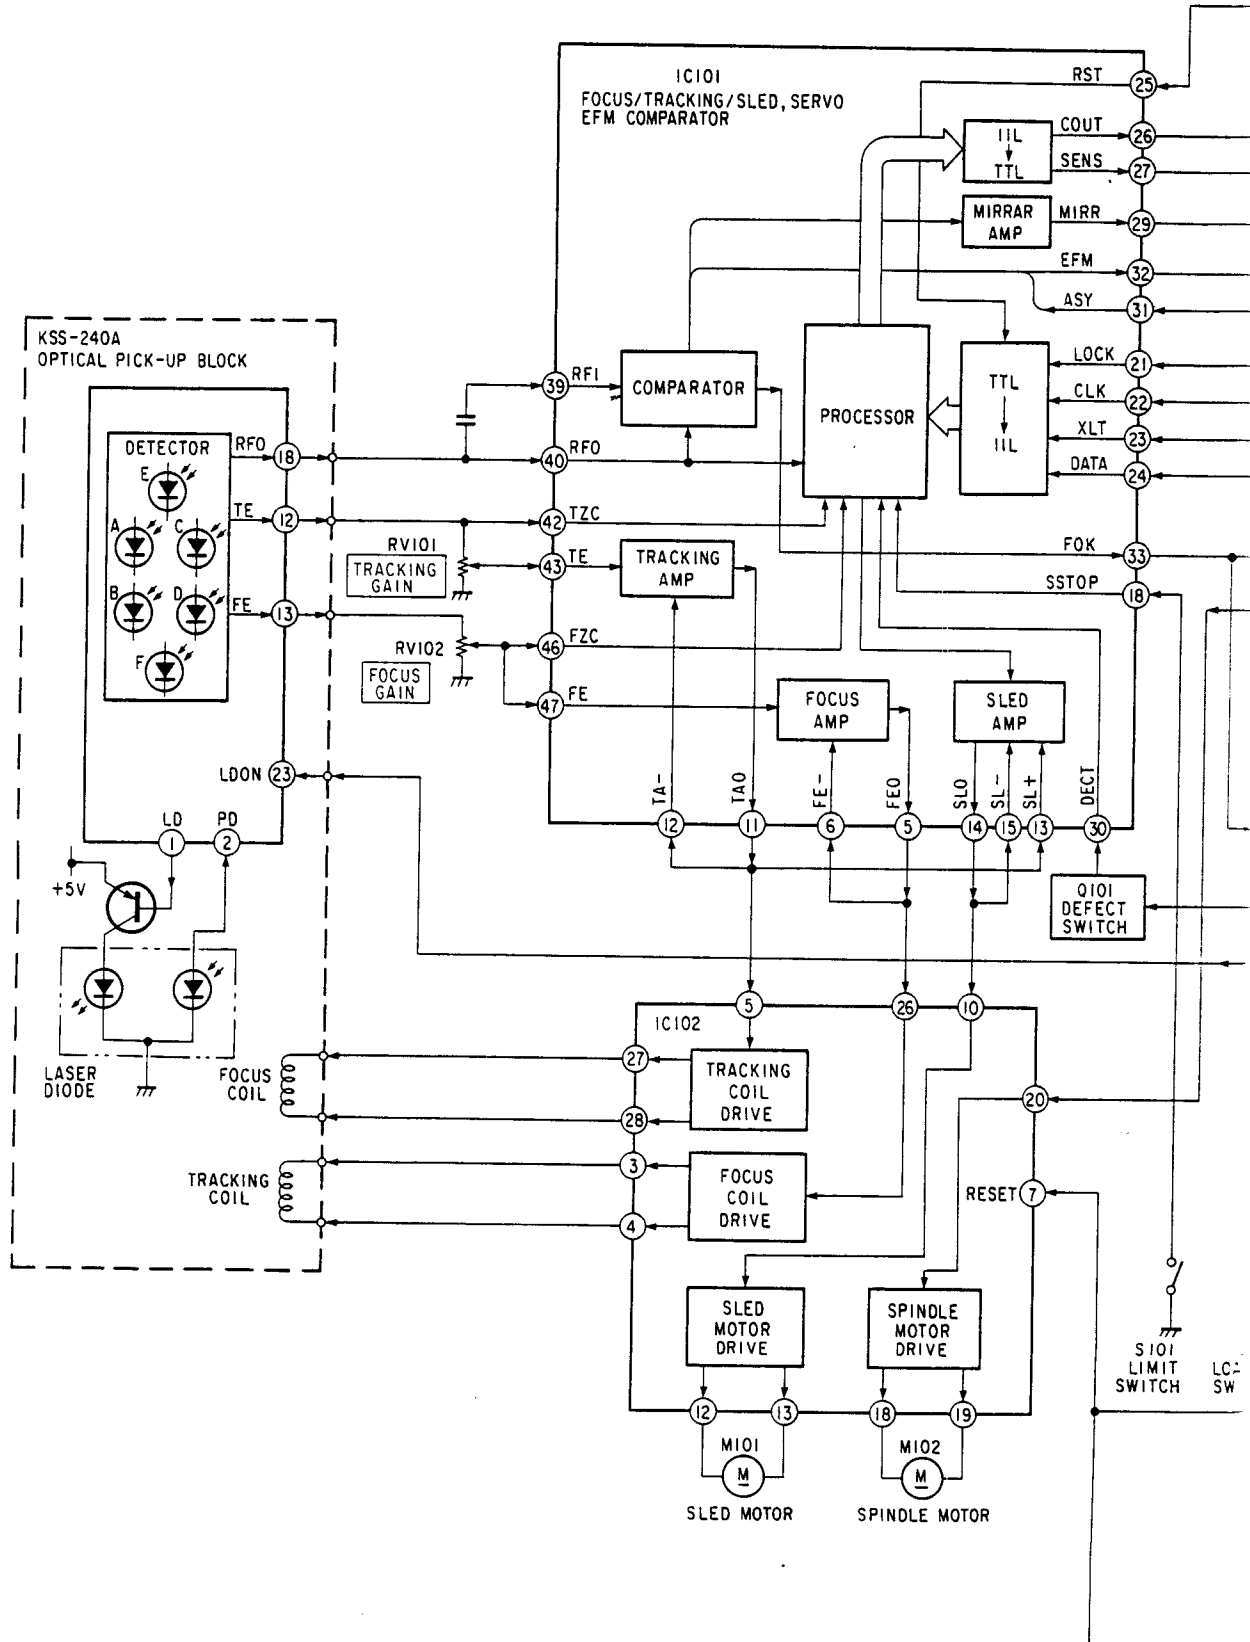 IC101
FOCUS/TRACKING/SLED, SERVO
EFM COMPARATOR
RST
25
COUT
26
IIL
TTL
SENS
27
MIRRAR
AMP
MIRR
29
EFM
32
ASY
31
KSS-240A
OPTICAL PICK-UP BLOCK
39
RFI
COMPARATOR
PROCESSOR
TTL
IIL
LOCK
21
CLK
22
XLT
23
DATA
24
DETECTOR
RFO
18
40
RFO
E
TE
12
42
TZC
A
C
RV101
TRACKING
GAIN
43
TE
TRACKING
AMP
FOK
33
SSTOP
18
B
D
FE
13
F
RV102
FOCUS
GAIN
46
FZC
47
FE
FOCUS
AMP
SLED
AMP
LDON
23
TA-
TAO
FE-
FEO
SLO
SL-
SL+
DECT
12
11
6
5
14
15
13
30
LD
PD
1
2
+5V
Q101
DEFECT
SWITCH
5
26
10
IC102
LASER
DIODE
FOCUS
COIL
27
28
TRACKING
COIL
DRIVE
20
TRACKING
COIL
3
4
FOCUS
COIL
DRIVE
RESET
7
SLED
MOTOR
DRIVE
SPINDLE
MOTOR
DRIVE
S101
LIMIT
SWITCH
SW
12
13
18
19
M101
M
SLED MOTOR
M102
M
SPINDLE MOTOR